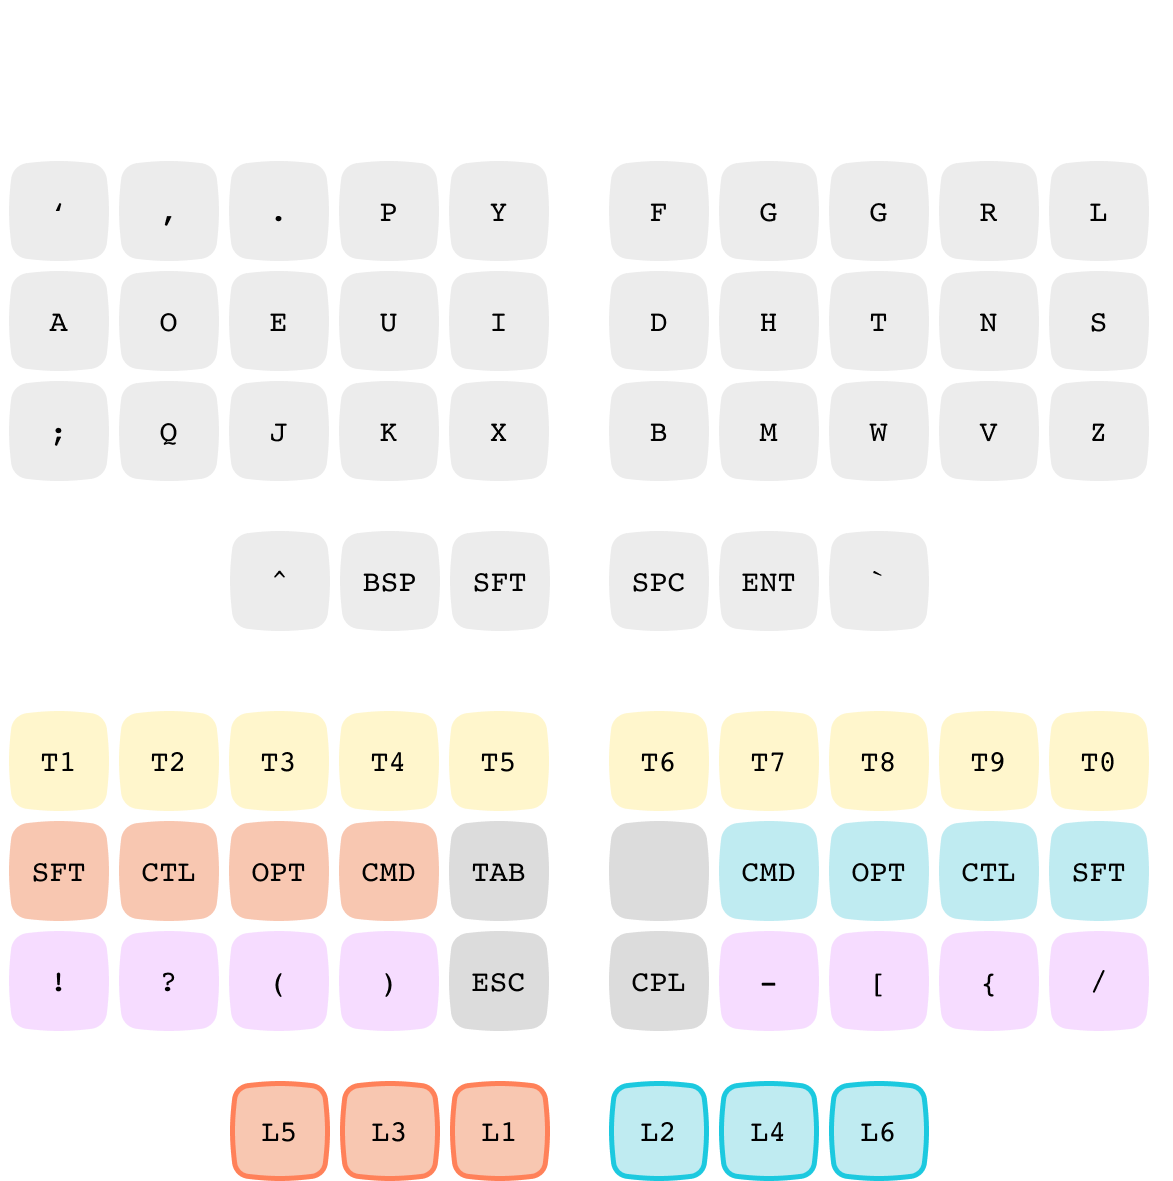 ‘ , . P Y F G G R L
A O E U I D H T N S
; Q J K X B M W V Z
^ BSP SFT SPC ENT `
T1 T2 T3 T4 T5 T6 T7 T8 T9 T0
SFT CTL OPT CMD TAB CMD OPT CTL SFT
! ? ( ) ESC CPL - [ { /
L5 L3 L1 L2 L4 L6